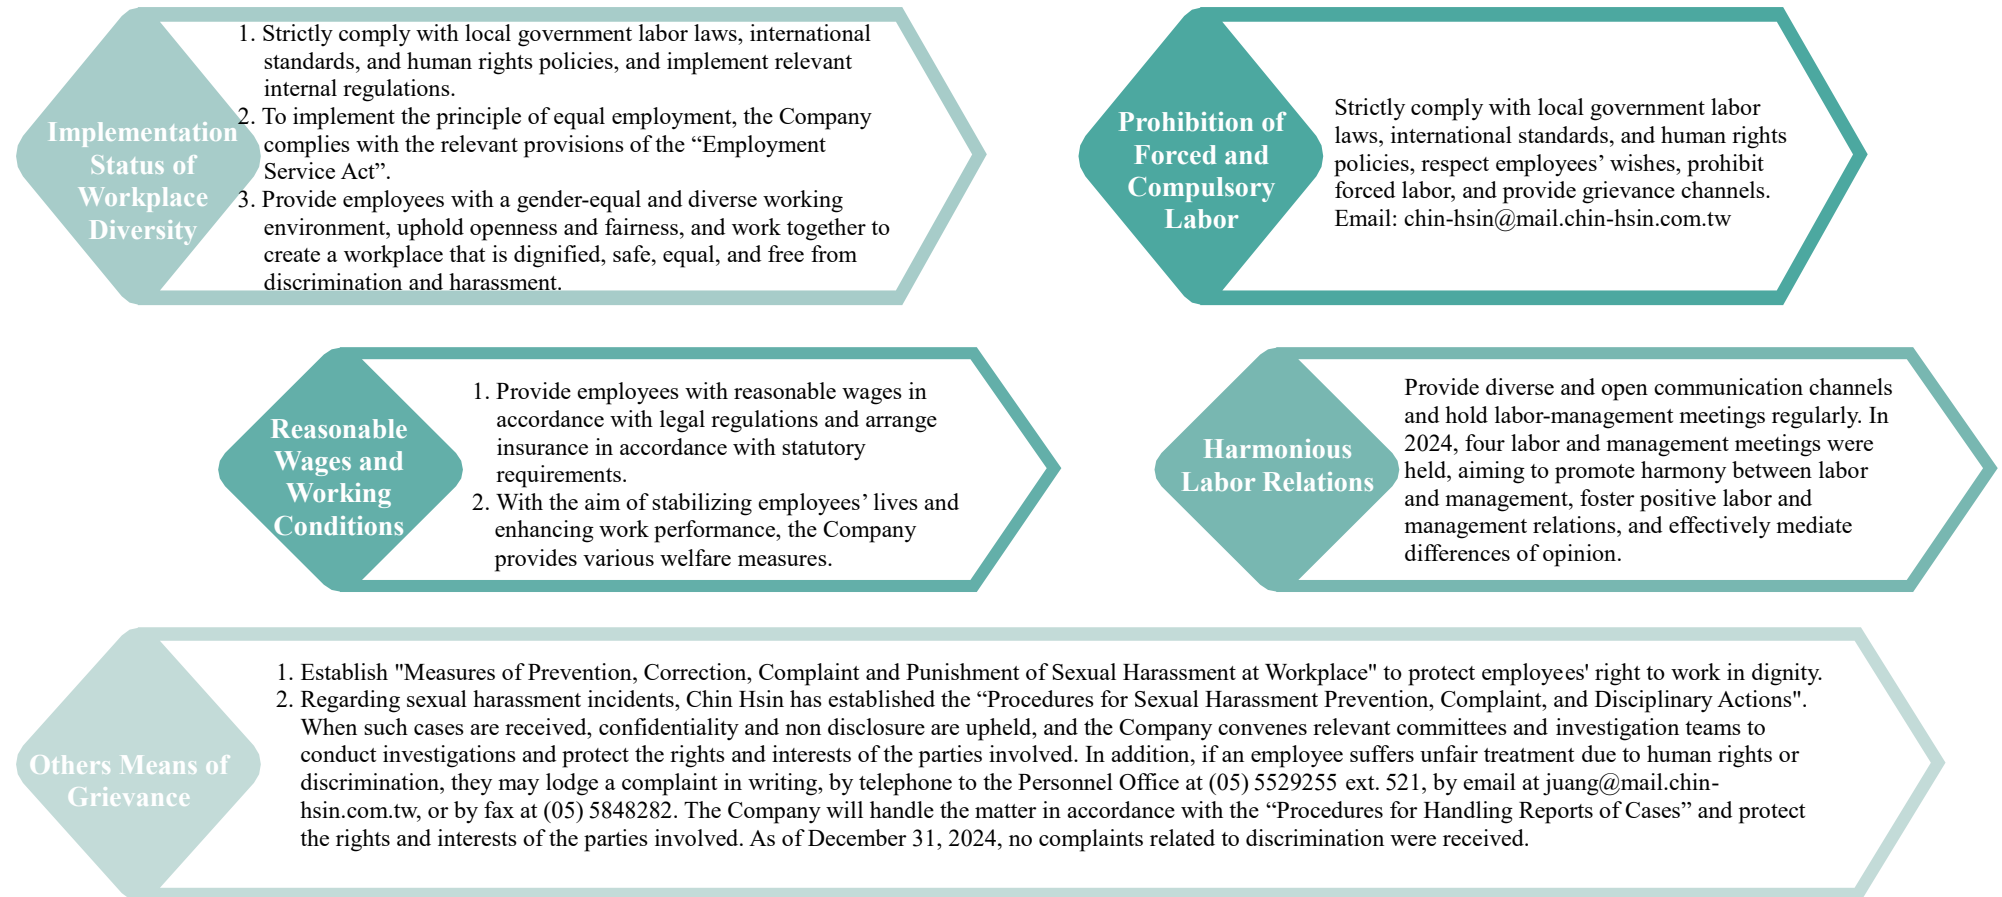 Implementation
Status of
Workplace
Diversity
1. Strictly comply with local government labor laws, international
standards, and human rights policies, and implement relevant
internal regulations.
2. To implement the principle of equal employment, the Company
complies with the relevant provisions of the “Employment
Service Act”.
3. Provide employees with a gender-equal and diverse working
environment, uphold openness and fairness, and work together to
create a workplace that is dignified, safe, equal, and free from
discrimination and harassment.
Prohibition of
Forced and
Compulsory
Labor
Strictly comply with local government labor
laws, international standards, and human rights
policies, respect employees’ wishes, prohibit
forced labor, and provide grievance channels.
Email: chin-hsin@mail.chin-hsin.com.tw
Reasonable
Wages and
Working
Conditions
1. Provide employees with reasonable wages in
accordance with legal regulations and arrange
insurance in accordance with statutory
requirements.
2. With the aim of stabilizing employees’ lives and
enhancing work performance, the Company
provides various welfare measures.
Harmonious
Labor Relations
Provide diverse and open communication channels
and hold labor-management meetings regularly. In
2024, four labor and management meetings were
held, aiming to promote harmony between labor
and management, foster positive labor and
management relations, and effectively mediate
differences of opinion.
Others Means of
Grievance
1. Establish "Measures of Prevention, Correction, Complaint and Punishment of Sexual Harassment at Workplace" to protect employees' right to work in dignity.
2. Regarding sexual harassment incidents, Chin Hsin has established the “Procedures for Sexual Harassment Prevention, Complaint, and Disciplinary Actions".
When such cases are received, confidentiality and non disclosure are upheld, and the Company convenes relevant committees and investigation teams to
conduct investigations and protect the rights and interests of the parties involved. In addition, if an employee suffers unfair treatment due to human rights or
discrimination, they may lodge a complaint in writing, by telephone to the Personnel Office at (05) 5529255 ext. 521, by email at juang@mail.chin-
hsin.com.tw, or by fax at (05) 5848282. The Company will handle the matter in accordance with the “Procedures for Handling Reports of Cases” and protect
the rights and interests of the parties involved. As of December 31, 2024, no complaints related to discrimination were received.